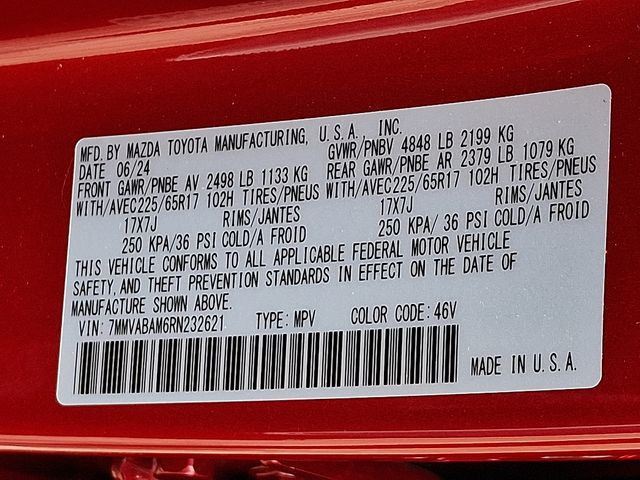 MFD. BY MAZDA TOYOTA MANUFACTURING, U.S.A., INC.
DATE 06/24 GVWR/PNBV 4848 LB 2199 KG
FRONT GAWR/PNBE AV 2498 LB 1133 KG REAR GAWR/PNBE AR 2379 LB 1079 KG
WITH/AVEC225/65R17 102H TIRES/PNEUS WITH/AVEC225/65R17 102H TIRES/PNEUS
17X7J RIMS/JANTES 17X7J RIMS/JANTES
250 KPA/36 PSI COLD/A FROID 250 KPA/ 36 PSI COLD/A FROID
THIS VEHICLE CONFORMS TO ALL APPLICABLE FEDERAL MOTOR VEHICLE
SAFETY, AND THEFT PREVENTION STANDARDS IN EFFECT ON THE DATE OF
MANUFACTURE SHOWN ABOVE.
VIN: 7MMVABAM6RN232621 TYPE: MPV COLOR CODE: 46V
MADE IN U.S.A.